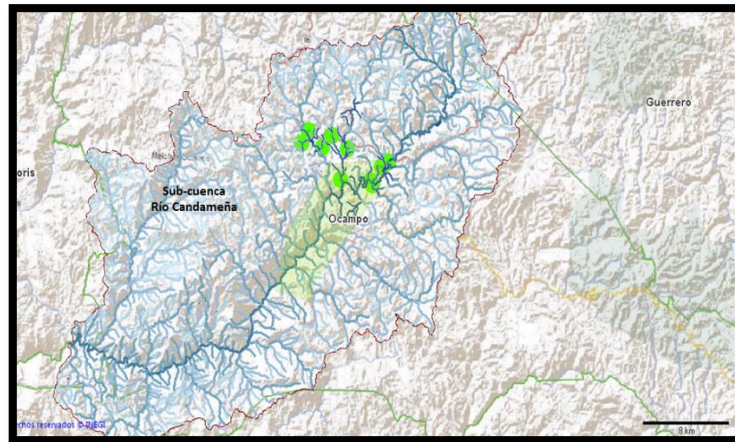 Guerrero
oris
Sub-cuenca
Río Candameña
Ocampo
chos reservados © INEGI
8 km